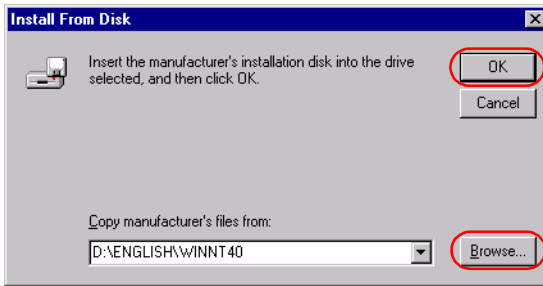 Install From Disk
Insert the manufacturer's installation disk into the drive
selected, and then click OK.
OK
Cancel
Copy manufacturer's files from:
D:\ENGLISH\WINNT40
Browse...